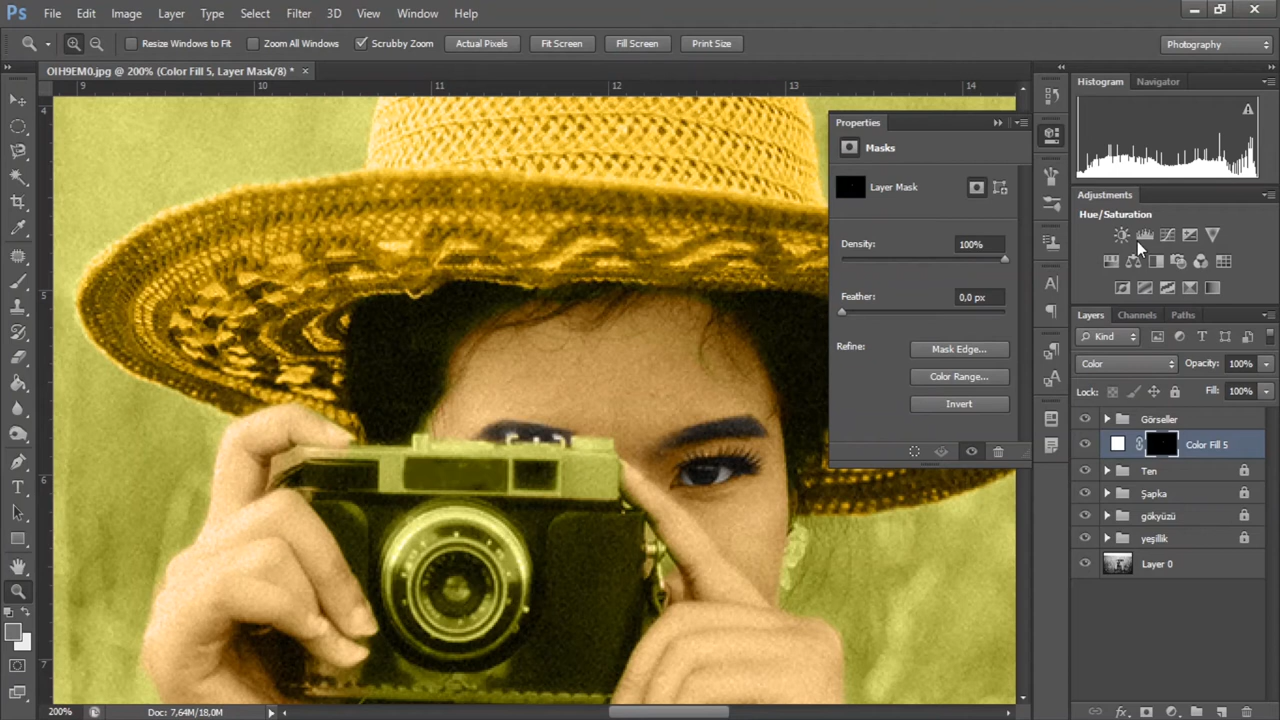 Ps File Edit Image Layer Type Select Filter 3D View Window Help
Resize Windows to Fit Zoom All Windows Scrubby Zoom Actual Pixels Fit Screen Fill Screen Print Size Photography
OIH9EM0.jpg @ 200% (Color Fill 5, Layer Mask/8) *
9 10 11 12 13 14
4
5
6
7
Properties
Masks
Layer Mask
Density: 100%
Feather: 0,0 px
Refine: Mask Edge...
Color Range...
Invert
Histogram Navigator
Adjustments
Hue/Saturation
Layers Channels Paths
Kind
Color Opacity: 100%
Lock: Fill: 100%
Görseller
Color Fill 5
Ten
Şapka
gökyüzü
yeşillik
Layer 0
200% Doc: 7,64M/18,0M